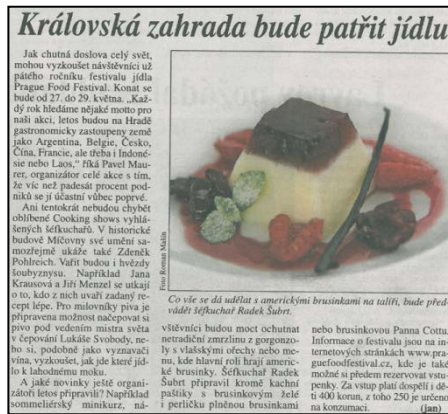 Královská zahrada bude patřit jídlu
Jak chutná doslova celý svět,
mohou vyzkoušet návštěvníci už
pátého ročníku festivalu jídla
Prague Food Festival. Konat se
bude od 27. do 29. května. „Kaž-
dý rok hledáme nějaké motto pro
naši akci, letos budou na Hradě
gastronomicky zastoupeny země
jako Argentina, Belgie, Česko,
Čína, Francie, ale třeba i Indoné-
sie nebo Laos,“ říká Pavel Mau-
rer, organizátor celé akce s tím,
že víc než padesát procent pod-
niků se jí účastní vůbec poprvé.
Ani tentokrát nebudou chybět
oblíbené Cooking shows vyhlá-
šených šéfkuchařů. V historické
budově Míčovny své umění sa-
mozřejmě ukáže také Zdeněk
Pohlreich. Vařit budou i hvězdy
šoubyznysu. Například Jana
Krausová a Jiří Menzel se utkají
o to, kdo z nich uvaří zadaný re-
cept lépe. Pro milovníky piva je
připravena možnost načepovat si
pivo pod vedením mistra světa
v čepování Lukáše Svobody, ne-
bo si, podobně jako vyznavači
vína, vyzkoušet, jak jde které jíd-
lo k lahodnému moku.
A jaké novinky ještě organi-
zátoři letos připravili? Například
sommeliérský minikurz, ná-
Foto Roman Mašín
Co vše se dá udělat s americkými brusinkami na talíři, bude před-
vádět šéfkuchař Radek Šubrt.
vštěvníci budou moct ochutnat
netradiční zmrzlinu z gorgonzo-
ly s vlašskými ořechy nebo me-
nu, kde hlavní roli hrají americ-
ké brusinky. Šéfkuchař Radek
Šubrt připravil kromě kachní
paštiky s brusinkovým želé
i perličku plněnou brusinkami
nebo brusinkovou Panna Cottu.
Informace o festivalu jsou na in-
ternetových stránkách www.pra-
guefoodfestival.cz, kde je také
možné si předem rezervovat vstu-
penky. Za vstup platí dospělí i dě-
ti 400 korun, z toho 250 je určeno
na konzumaci. (gab)